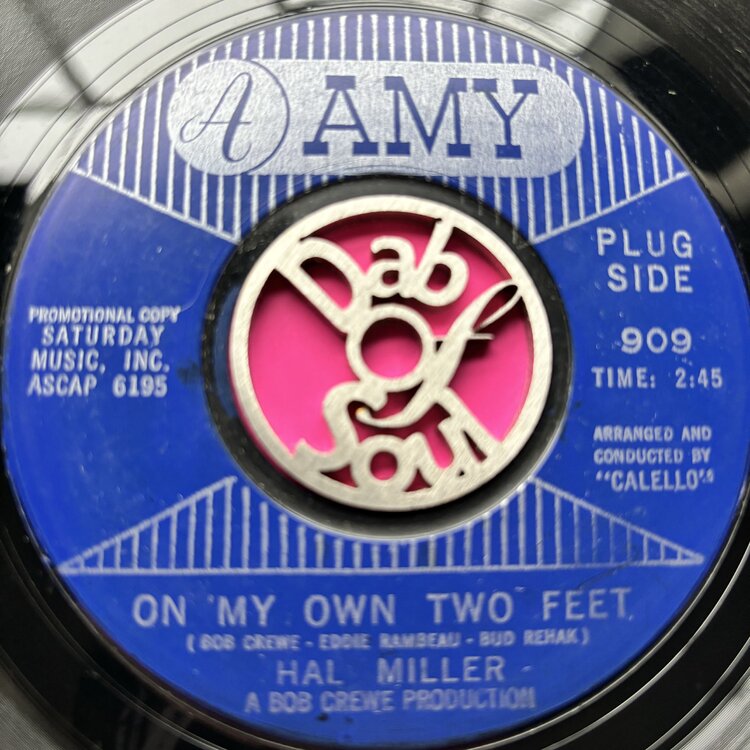 A AMY
PLUG
SIDE
PROMOTIONAL COPY
SATURDAY
MUSIC, INC.
ASCAP 6195
909
TIME: 2:45
ARRANGED AND
CONDUCTED BY
"CALELLO"
Dab
of
Soul
ON MY OWN TWO FEET
(BOB CREWE - EDDIE RAMBEAU - BUD REHAK)
HAL MILLER
A BOB CREWE PRODUCTION